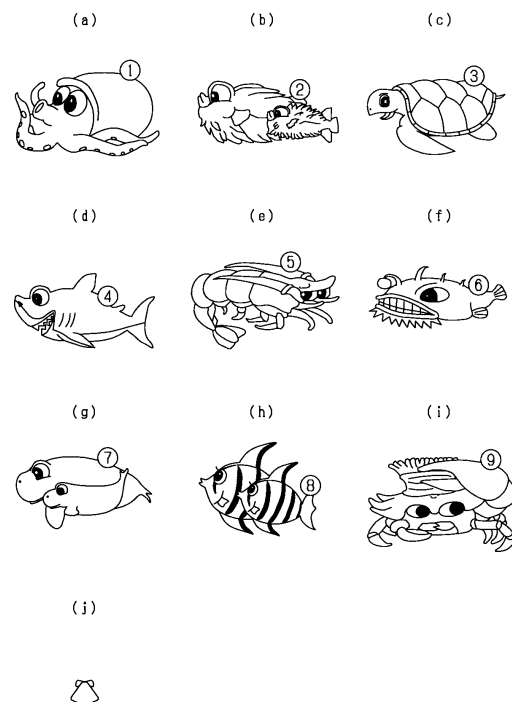 (a) (b) (c)
① ② ③
(d) (e) (f)
④ ⑤ ⑥
(g) (h) (i)
⑦ ⑧ ⑨
(j)